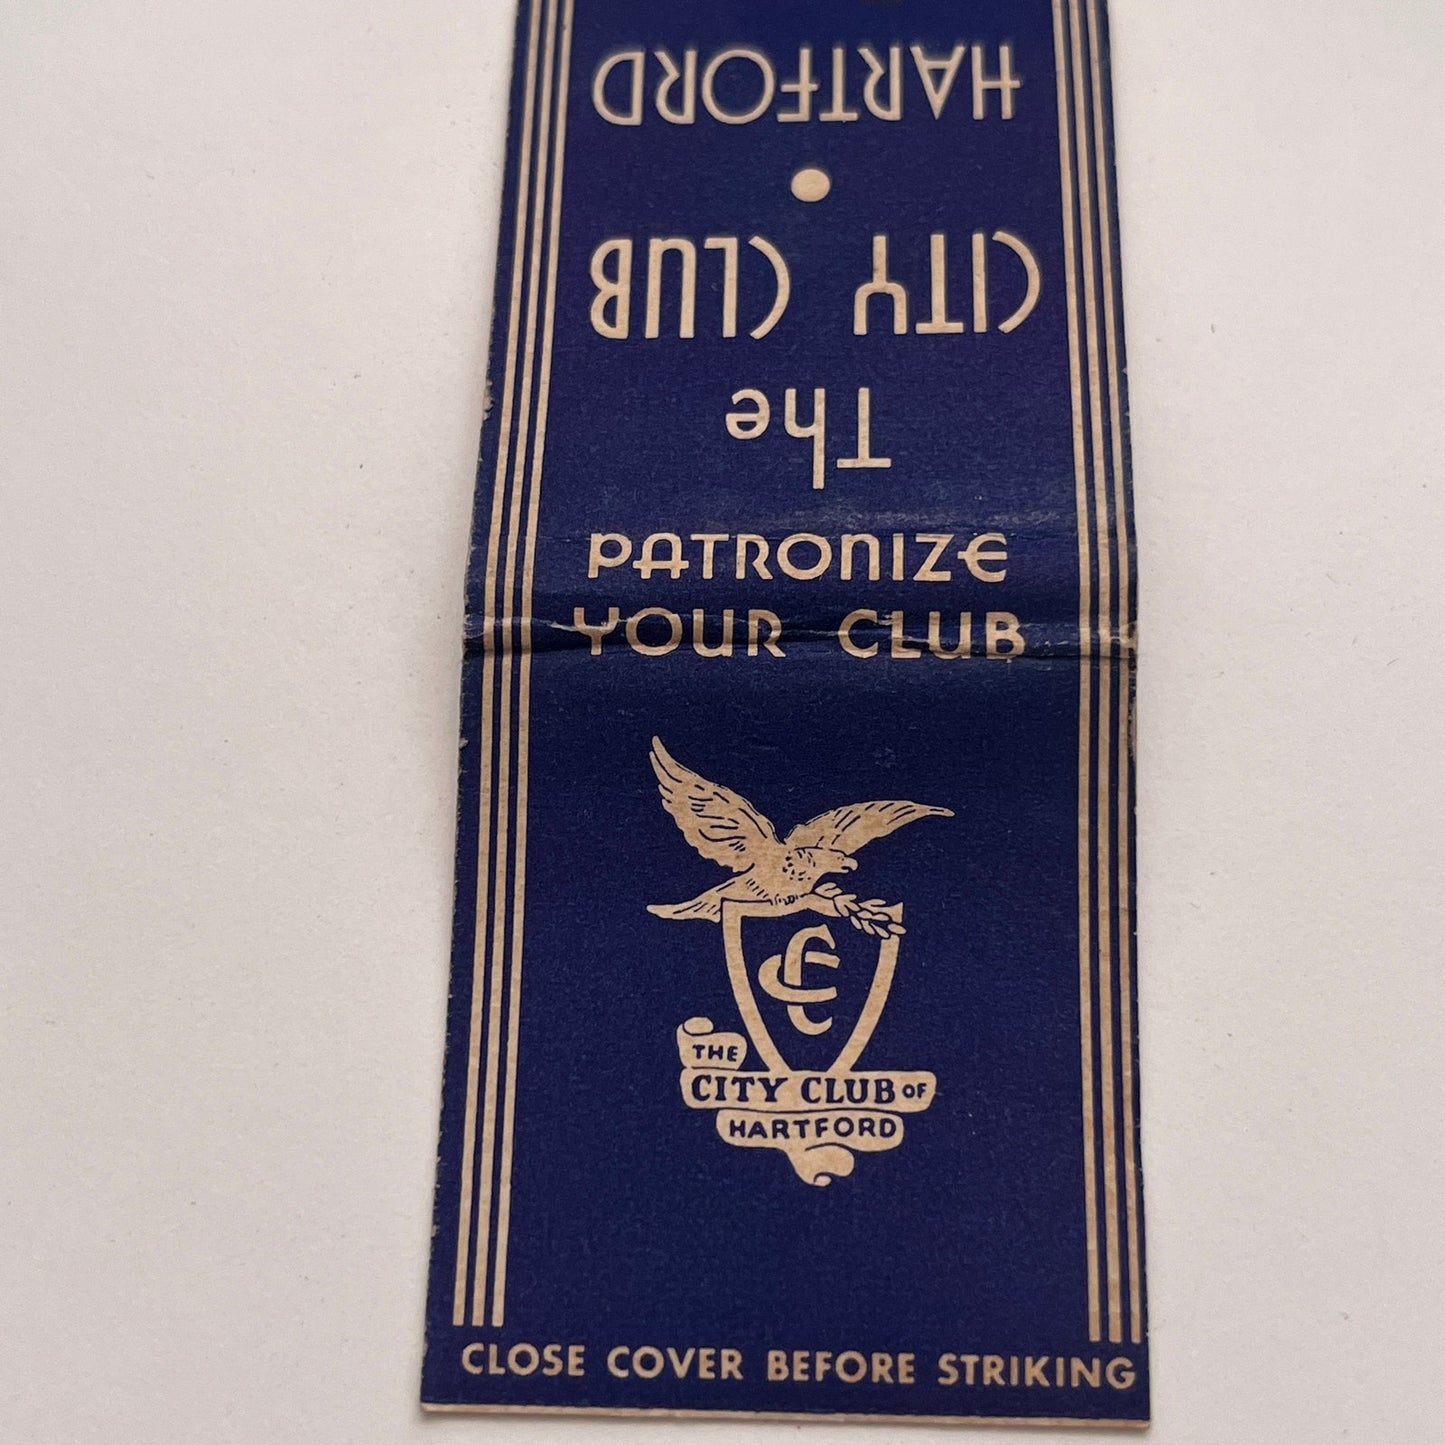 The
CITY CLUB
•
HARTFORD
PATRONIZE
YOUR CLUB
CC
THE
CITY CLUB OF
HARTFORD
CLOSE COVER BEFORE STRIKING